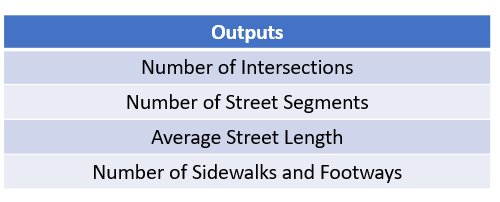 Outputs
Number of Intersections
Number of Street Segments
Average Street Length
Number of Sidewalks and Footways